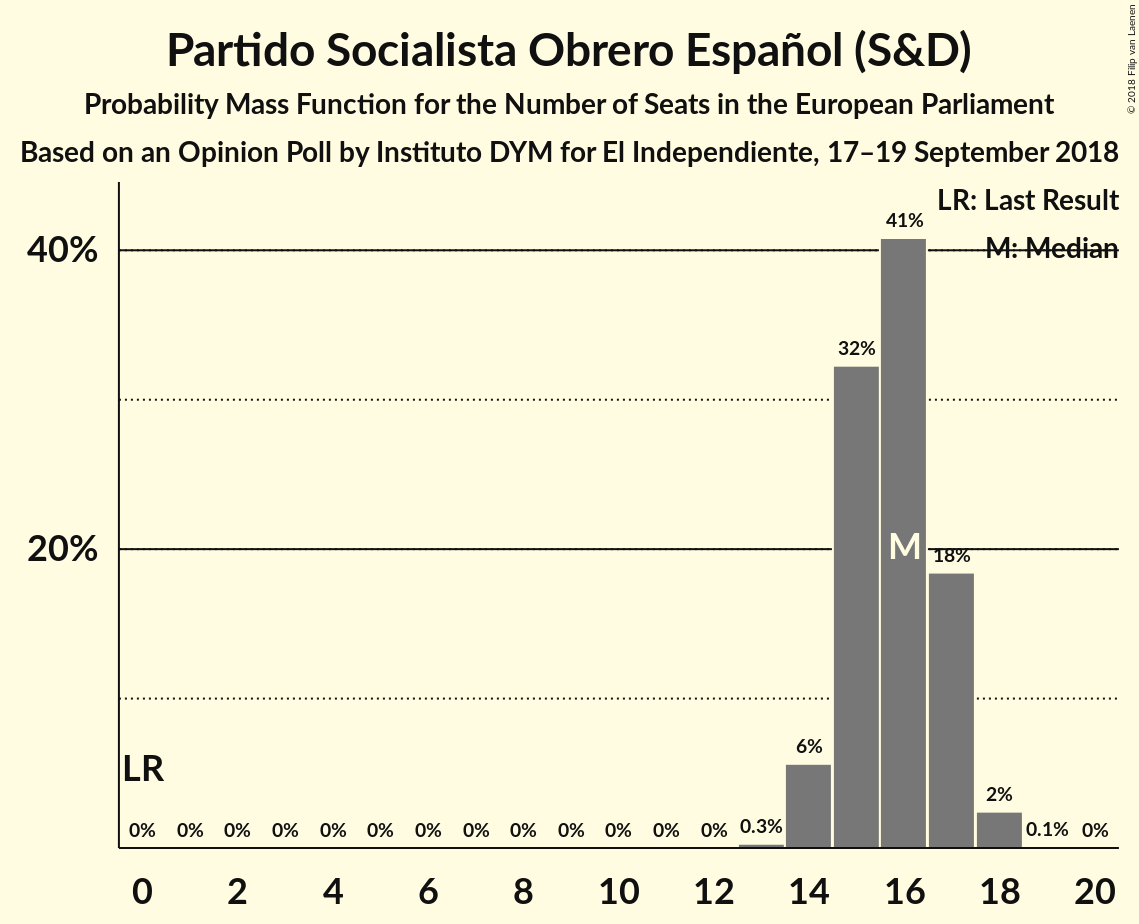 Partido Socialista Obrero Español (S&D)
Probability Mass Function for the Number of Seats in the European Parliament
Based on an Opinion Poll by Instituto DYM for El Independiente, 17–19 September 2018
© 2018 Filip van Laenen
LR: Last Result
M: Median
40%
20%
41%
32%
M
18%
6%
2%
LR
0% 0% 0% 0% 0% 0% 0% 0% 0% 0% 0% 0% 0% 0.3% 0.1% 0%
0 2 4 6 8 10 12 14 16 18 20